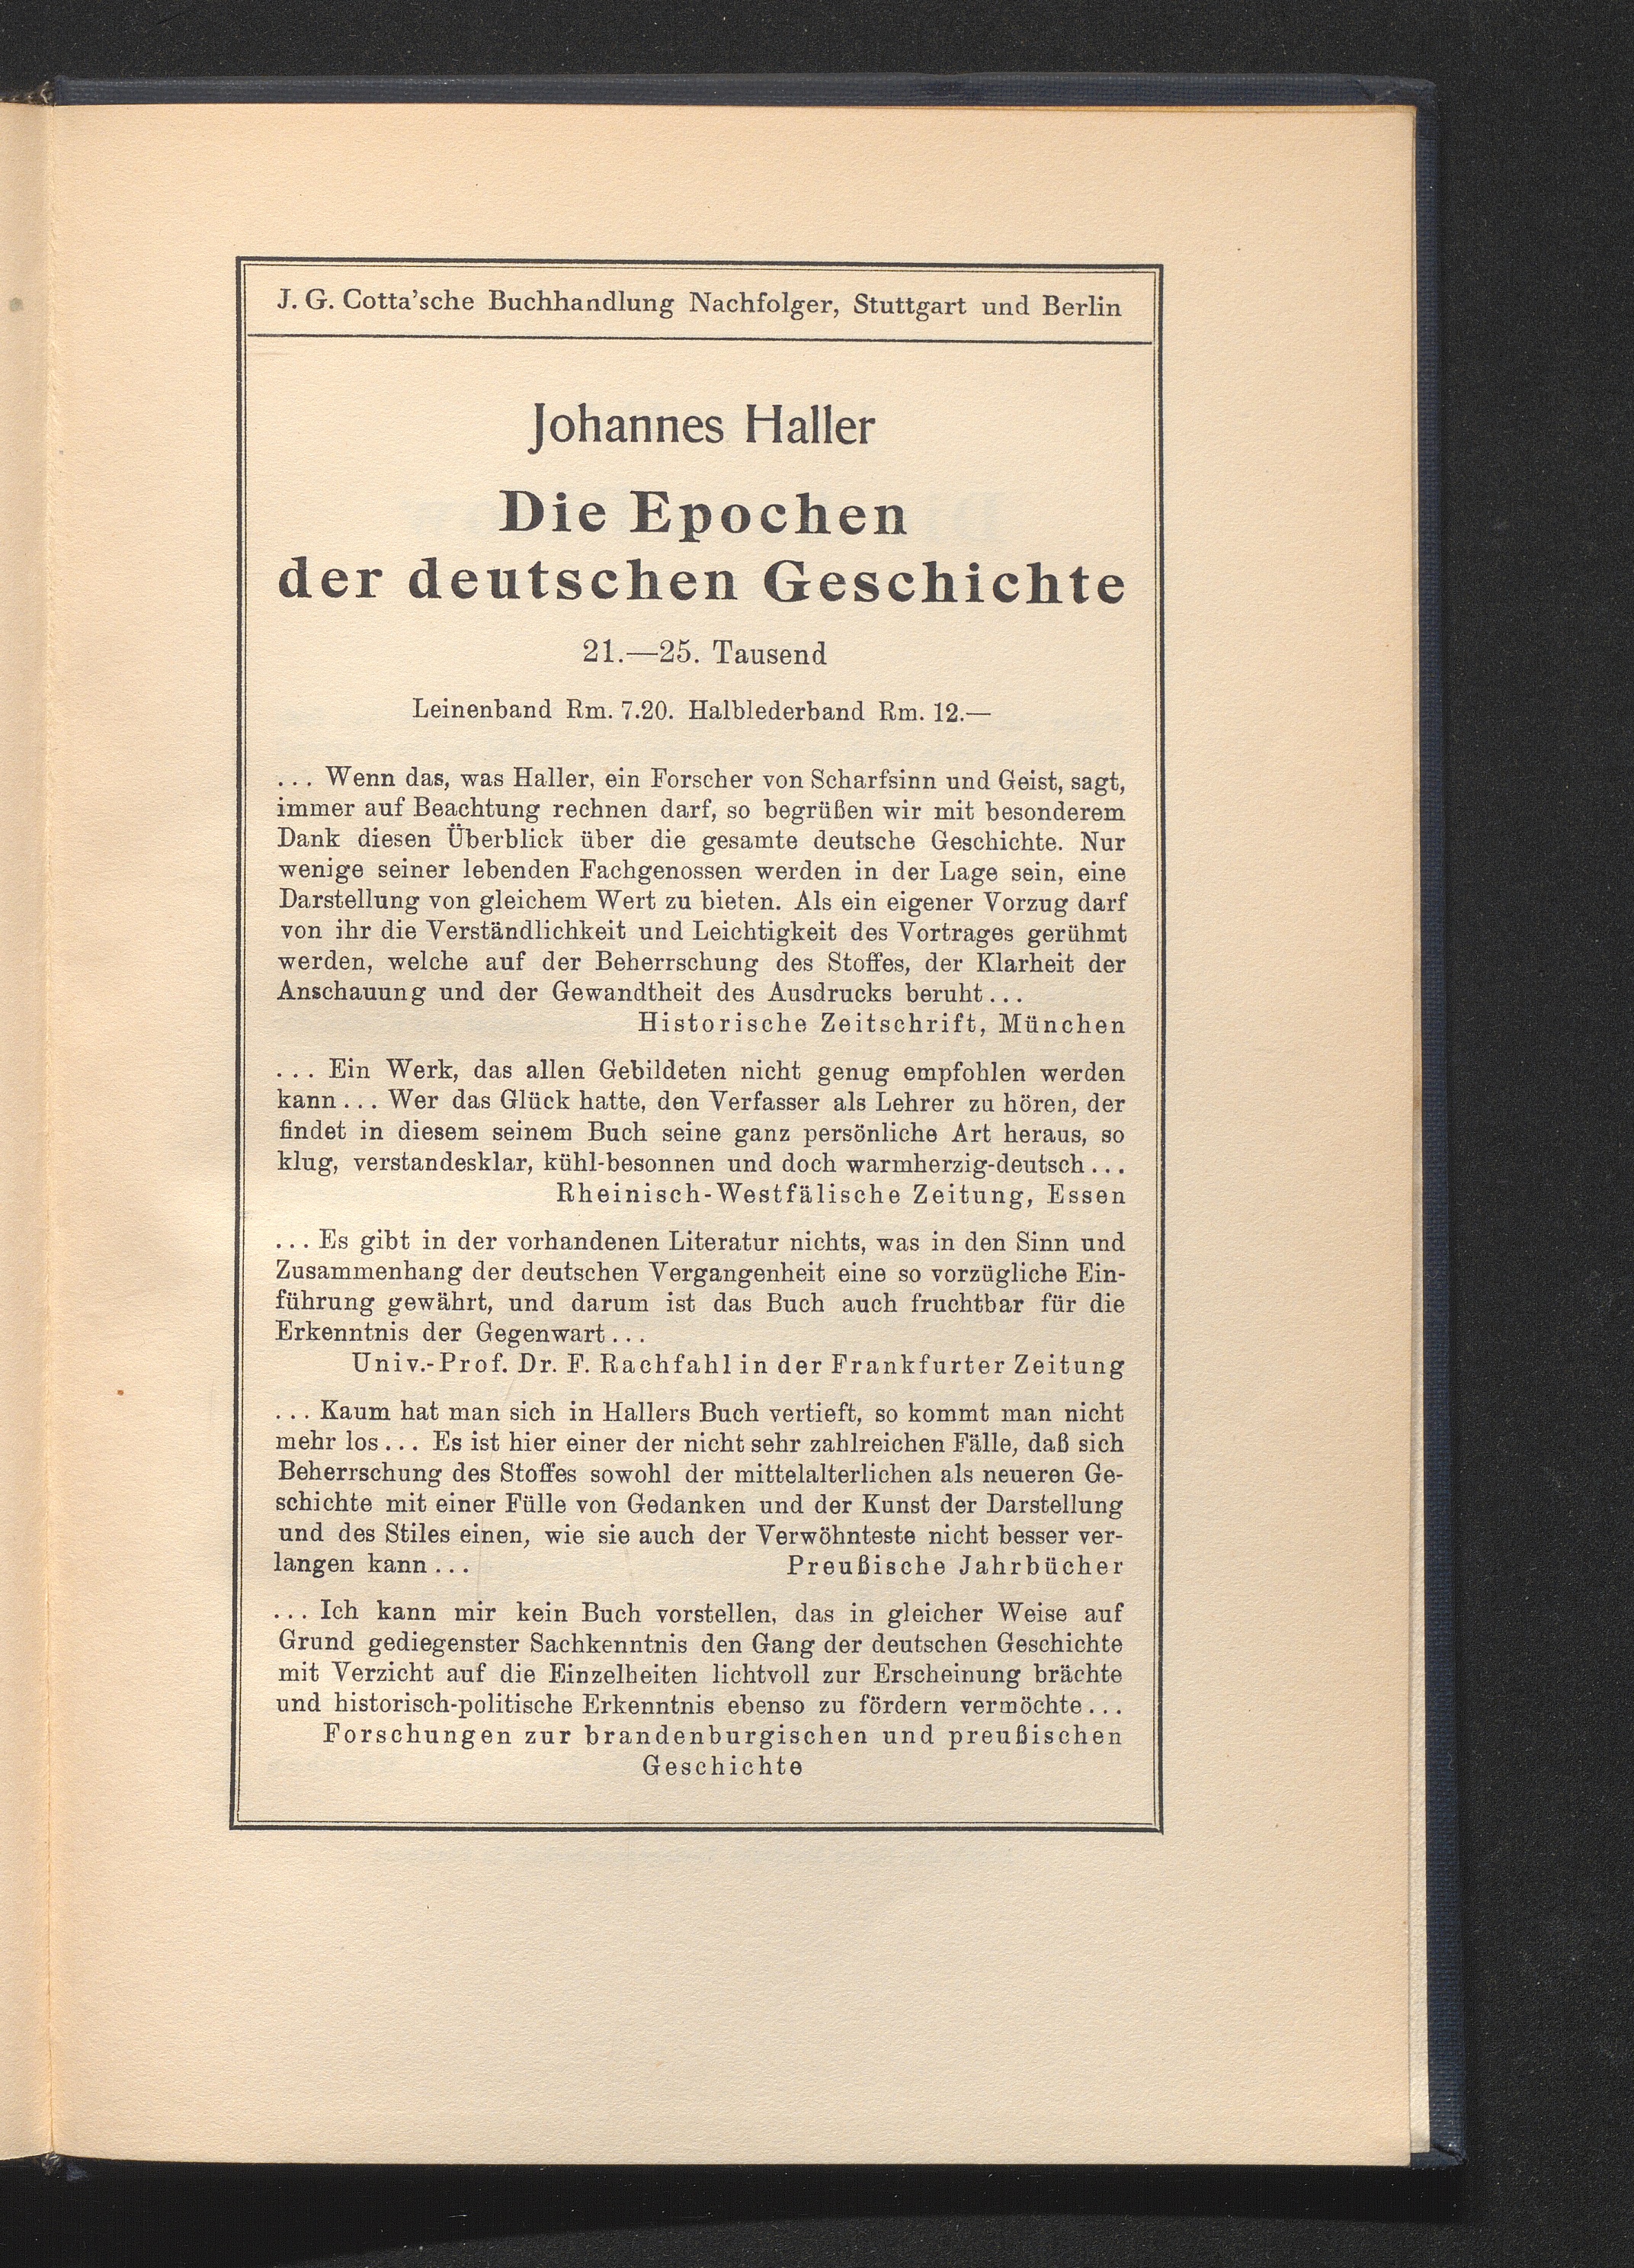 J. G. Cotta'sche Buchhandlung Nachfolger, Stuttgart und Berlin
Johannes Haller
Die Epochen
der deutschen Geschichte
21.—25. Tausend
Leinenband Rm. 7.20. Halblederband Rm. 12.—
... Wenn das, was Haller, ein Forscher von Scharfsinn und Geist, sagt,
immer auf Beachtung rechnen darf, so begrüßen wir mit besonderem
Dank diesen Überblick über die gesamte deutsche Geschichte. Nur
wenige seiner lebenden Fachgenossen werden in der Lage sein, eine
Darstellung von gleichem Wert zu bieten. Als ein eigener Vorzug darf
von ihr die Verständlichkeit und Leichtigkeit des Vortrages gerühmt
werden, welche auf der Beherrschung des Stoffes, der Klarheit der
Anschauung und der Gewandtheit des Ausdrucks beruht...
Historische Zeitschrift, München
... Ein Werk, das allen Gebildeten nicht genug empfohlen werden
kann... Wer das Glück hatte, den Verfasser als Lehrer zu hören, der
findet in diesem seinem Buch seine ganz persönliche Art heraus, so
klug, verstandesklar, kühl-besonnen und doch warmherzig-deutsch...
Rheinisch-Westfälische Zeitung, Essen
... Es gibt in der vorhandenen Literatur nichts, was in den Sinn und
Zusammenhang der deutschen Vergangenheit eine so vorzügliche Ein-
führung gewährt, und darum ist das Buch auch fruchtbar für die
Erkenntnis der Gegenwart...
Univ.-Prof. Dr. F. Rachfahl in der Frankfurter Zeitung
... Kaum hat man sich in Hallers Buch vertieft, so kommt man nicht
mehr los... Es ist hier einer der nicht sehr zahlreichen Fälle, daß sich
Beherrschung des Stoffes sowohl der mittelalterlichen als neueren Ge-
schichte mit einer Fülle von Gedanken und der Kunst der Darstellung
und des Stiles einen, wie sie auch der Verwöhnteste nicht besser ver-
langen kann... Preußische Jahrbücher
... Ich kann mir kein Buch vorstellen, das in gleicher Weise auf
Grund gediegenster Sachkenntnis den Gang der deutschen Geschichte
mit Verzicht auf die Einzelheiten lichtvoll zur Erscheinung brächte
und historisch-politische Erkenntnis ebenso zu fördern vermöchte...
Forschungen zur brandenburgischen und preußischen
Geschichte